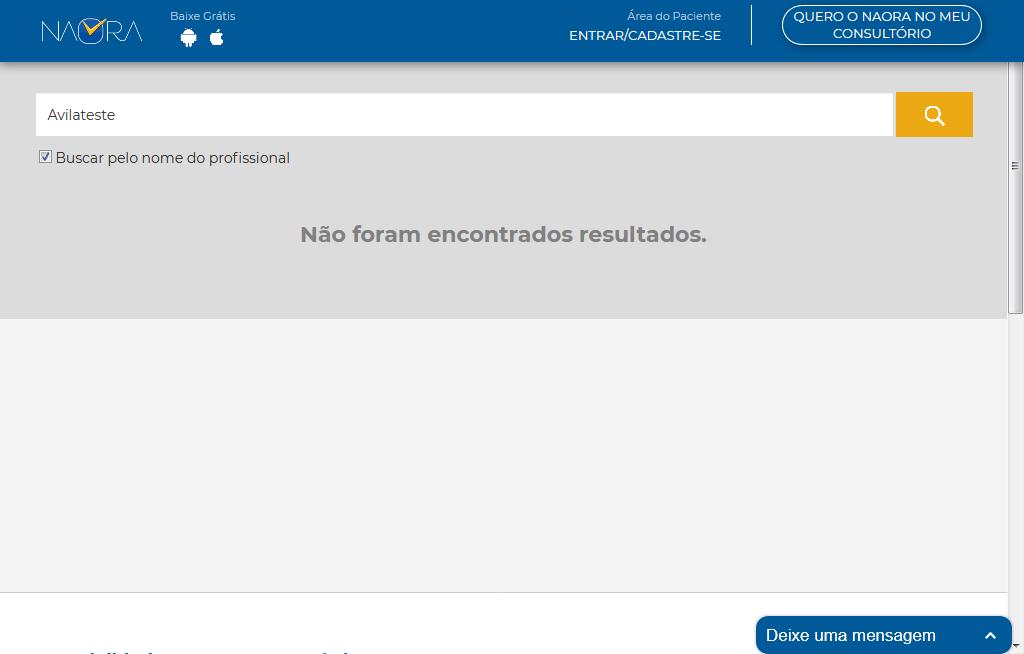 NAORA
Baixe Grátis
Área do Paciente
ENTRAR/CADASTRE-SE
QUERO O NAORA NO MEU
CONSULTÓRIO
Avilateste
Buscar pelo nome do profissional
Não foram encontrados resultados.
Deixe uma mensagem